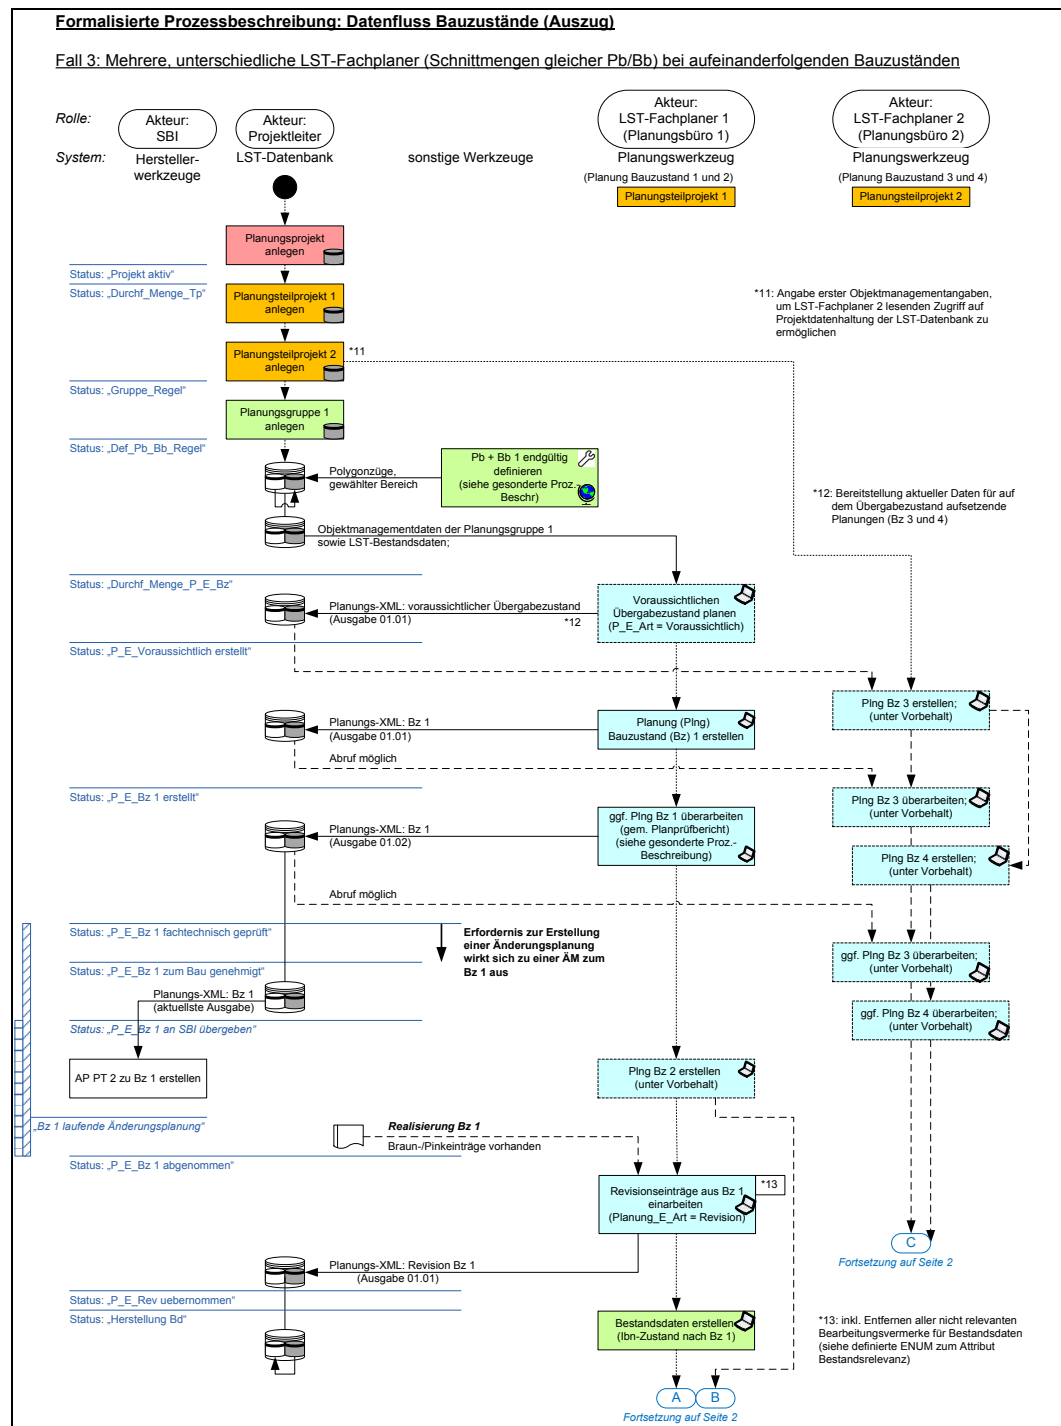 Formalisierte Prozessbeschreibung: Datenfluss Bauzustände (Auszug)
Fall 3: Mehrere, unterschiedliche LST-Fachplaner (Schnittmengen gleicher Pb/Bb) bei aufeinanderfolgenden Bauzuständen
Rolle:
Akteur:
SBI
Akteur:
Projektleiter
Akteur:
LST-Fachplaner 1
(Planungsbüro 1)
Akteur:
LST-Fachplaner 2
(Planungsbüro 2)
System:
Hersteller-
werkzeuge
LST-Datenbank
sonstige Werkzeuge
Planungswerkzeug
(Planung Bauzustand 1 und 2)
Planungsteilprojekt 1
Planungswerkzeug
(Planung Bauzustand 3 und 4)
Planungsteilprojekt 2
Planungsprojekt
anlegen
Status: „Projekt aktiv“
Status: „Durchf_Menge_Tp“
Planungsteilprojekt 1
anlegen
*11: Angabe erster Objektmanagementangaben,
um LST-Fachplaner 2 lesenden Zugriff auf
Projektdatenhaltung der LST-Datenbank zu
ermöglichen
Planungsteilprojekt 2
anlegen
*11
Status: „Gruppe_Regel“
Planungsgruppe 1
anlegen
Status: „Def_Pb_Bb_Regel“
Polygonzüge,
gewählter Bereich
Pb + Bb 1 endgültig
definieren
(siehe gesonderte Proz.-
Beschr)
*12: Bereitstellung aktueller Daten für auf
dem Übergabezustand aufsetzende
Planungen (Bz 3 und 4)
Objektmanagementdaten der Planungsgruppe 1
sowie LST-Bestandsdaten;
Status: „Durchf_Menge_P_E_Bz“
Planungs-XML: voraussichtlicher Übergabezustand
(Ausgabe 01.01)
*12
Voraussichtlichen
Übergabezustand planen
(P_E_Art = Voraussichtlich)
Status: „P_E_Voraussichtlich erstellt“
Plng Bz 3 erstellen;
(unter Vorbehalt)
Planungs-XML: Bz 1
(Ausgabe 01.01)
Planung (Plng)
Bauzustand (Bz) 1 erstellen
Abruf möglich
Status: „P_E_Bz 1 erstellt“
Plng Bz 3 überarbeiten;
(unter Vorbehalt)
Planungs-XML: Bz 1
(Ausgabe 01.02)
ggf. Plng Bz 1 überarbeiten
(gem. Planprüfbericht)
(siehe gesonderte Proz.-
Beschreibung)
Plng Bz 4 erstellen;
(unter Vorbehalt)
Abruf möglich
Status: „P_E_Bz 1 fachtechnisch geprüft“
Erfordernis zur Erstellung
einer Änderungsplanung
wirkt sich zu einer ÄM zum
Bz 1 aus
ggf. Plng Bz 3 überarbeiten;
(unter Vorbehalt)
Status: „P_E_Bz 1 zum Bau genehmigt“
Planungs-XML: Bz 1
(aktuellste Ausgabe)
ggf. Plng Bz 4 überarbeiten;
(unter Vorbehalt)
Status: „P_E_Bz 1 an SBI übergeben“
AP PT 2 zu Bz 1 erstellen
Plng Bz 2 erstellen
(unter Vorbehalt)
„Bz 1 laufende Änderungsplanung“
Realisierung Bz 1
Braun-/Pinkeinträge vorhanden
Status: „P_E_Bz 1 abgenommen“
Revisionseinträge aus Bz 1
einarbeiten
(Planung_E_Art = Revision)
*13
C
Fortsetzung auf Seite 2
Planungs-XML: Revision Bz 1
(Ausgabe 01.01)
Status: „P_E_Rev uebernommen“
Status: „Herstellung Bd“
Bestandsdaten erstellen
(Ibn-Zustand nach Bz 1)
*13: inkl. Entfernen aller nicht relevanten
Bearbeitungsvermerke für Bestandsdaten
(siehe definierte ENUM zum Attribut
Bestandsrelevanz)
A
B
Fortsetzung auf Seite 2